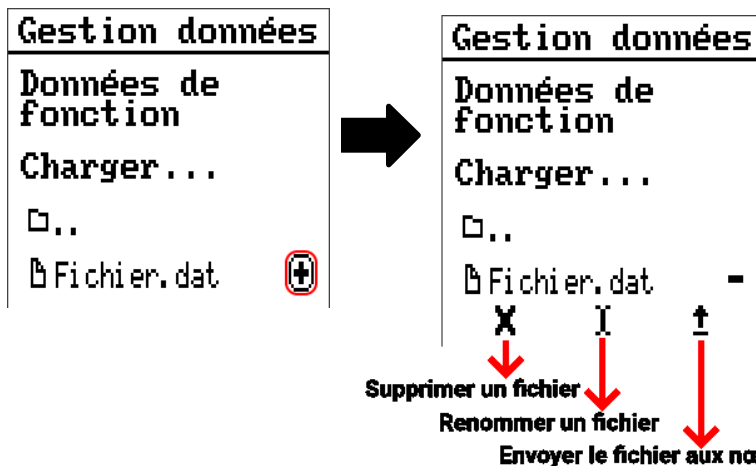 Gestion données
Données de
fonction
Charger...
..
Fichier.dat
Gestion données
Données de
fonction
Charger...
..
Fichier.dat
Supprimer un fichier
Renommer un fichier
Envoyer le fichier aux